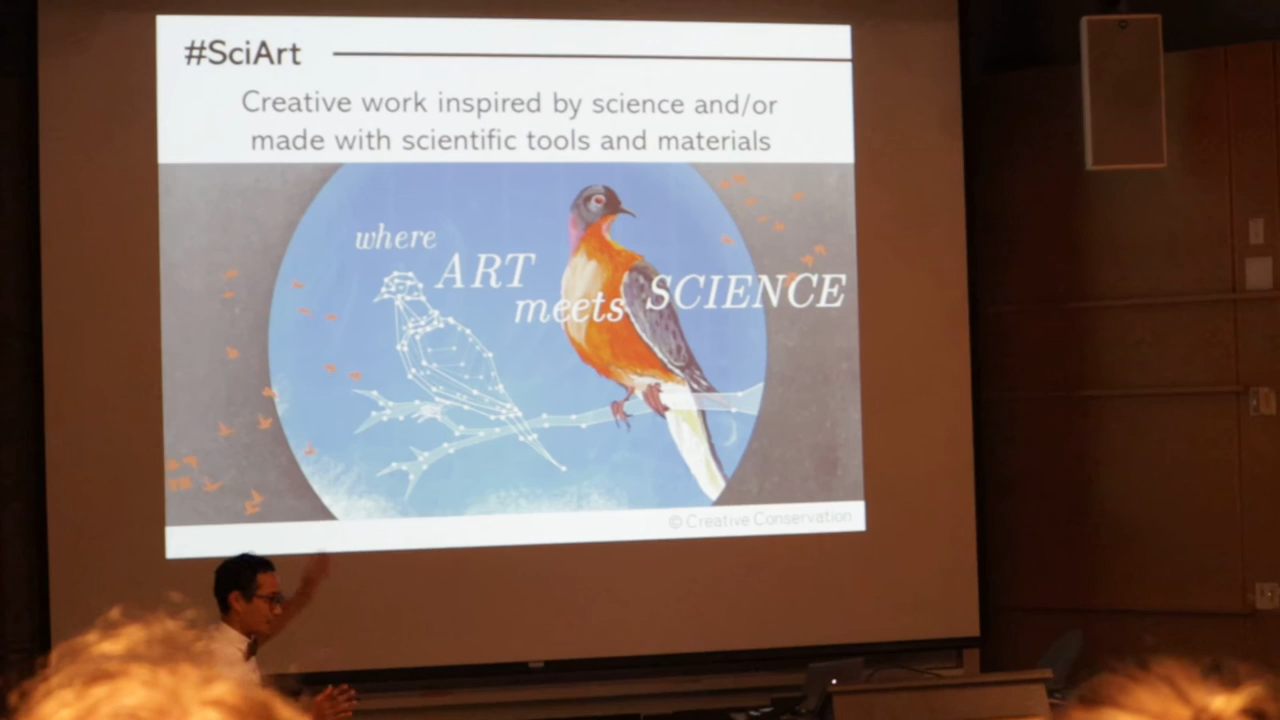 #SciArt
Creative work inspired by science and/or
made with scientific tools and materials
where
ART
meets
SCIENCE
© Creative Conservation